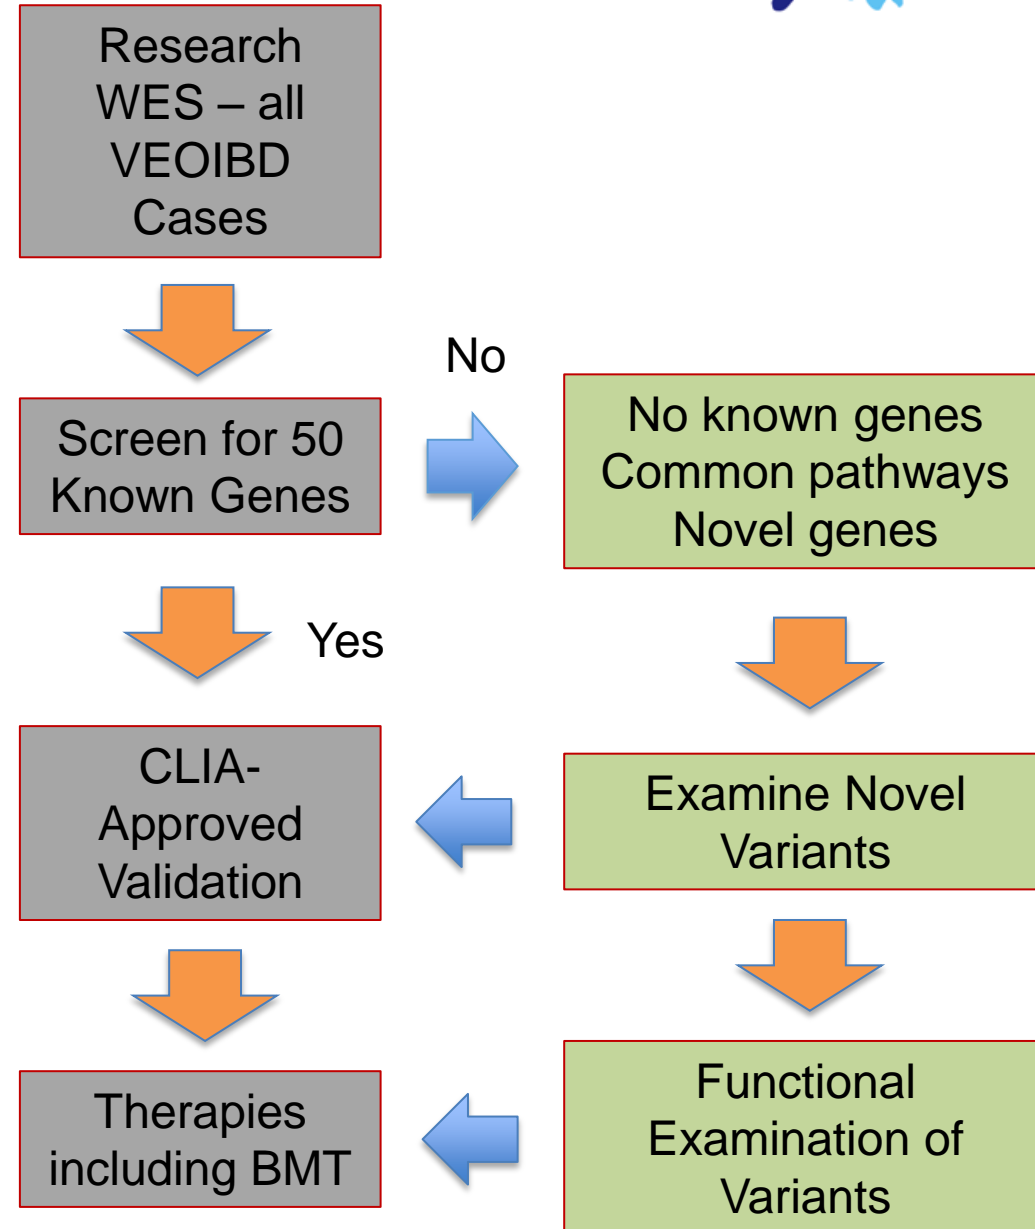 Research
WES – all
VEOIBD
Cases
No
Screen for 50
Known Genes
No known genes
Common pathways
Novel genes
Yes
CLIA-
Approved
Validation
Examine Novel
Variants
Therapies
including BMT
Functional
Examination of
Variants